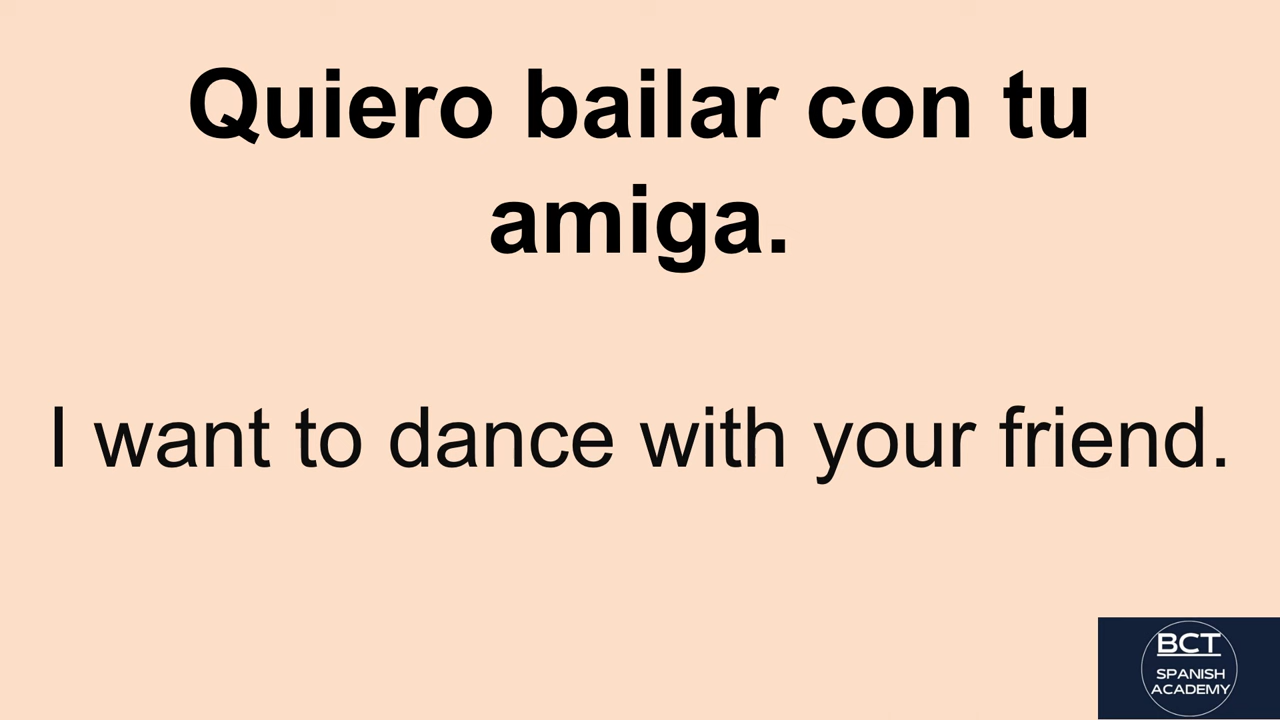 Quiero bailar con tu
amiga.
I want to dance with your friend.
BCT
SPANISH
ACADEMY